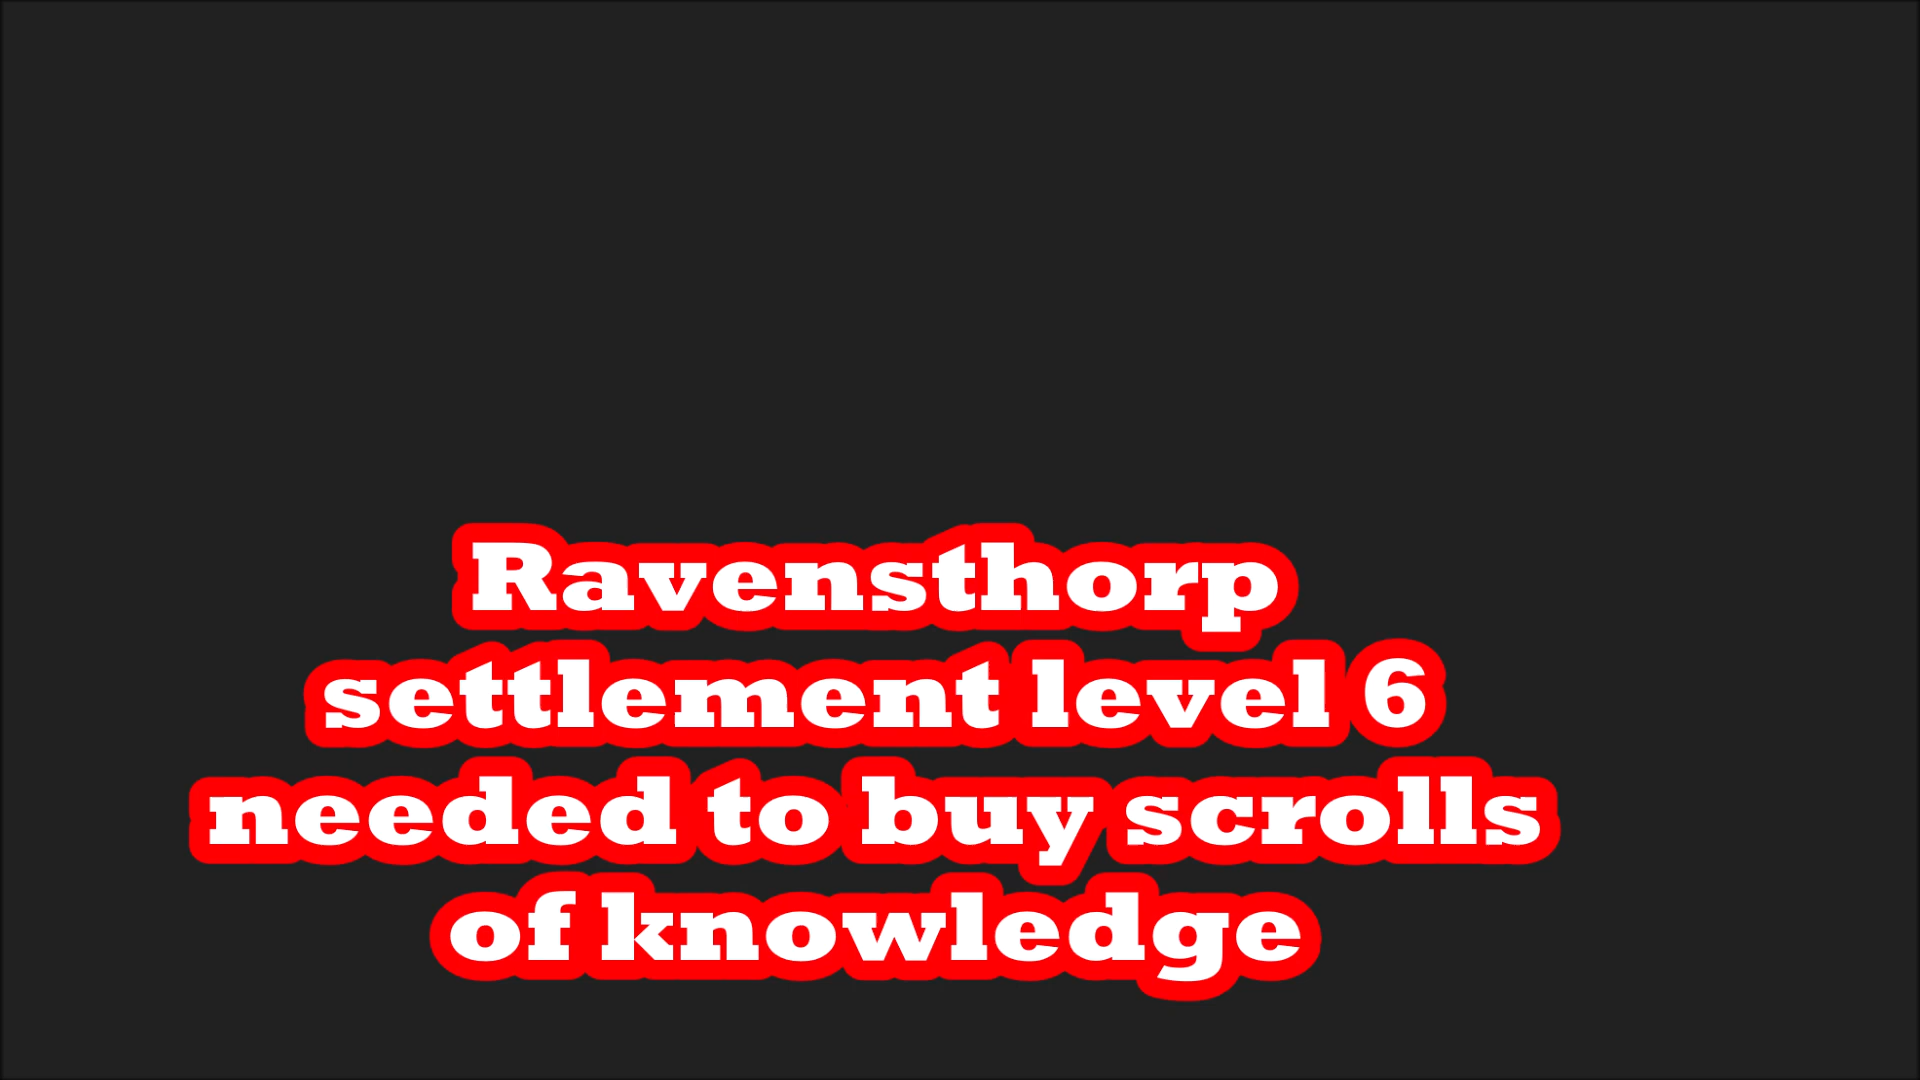 Ravensthorp
settlement level 6
needed to buy scrolls
of knowledge